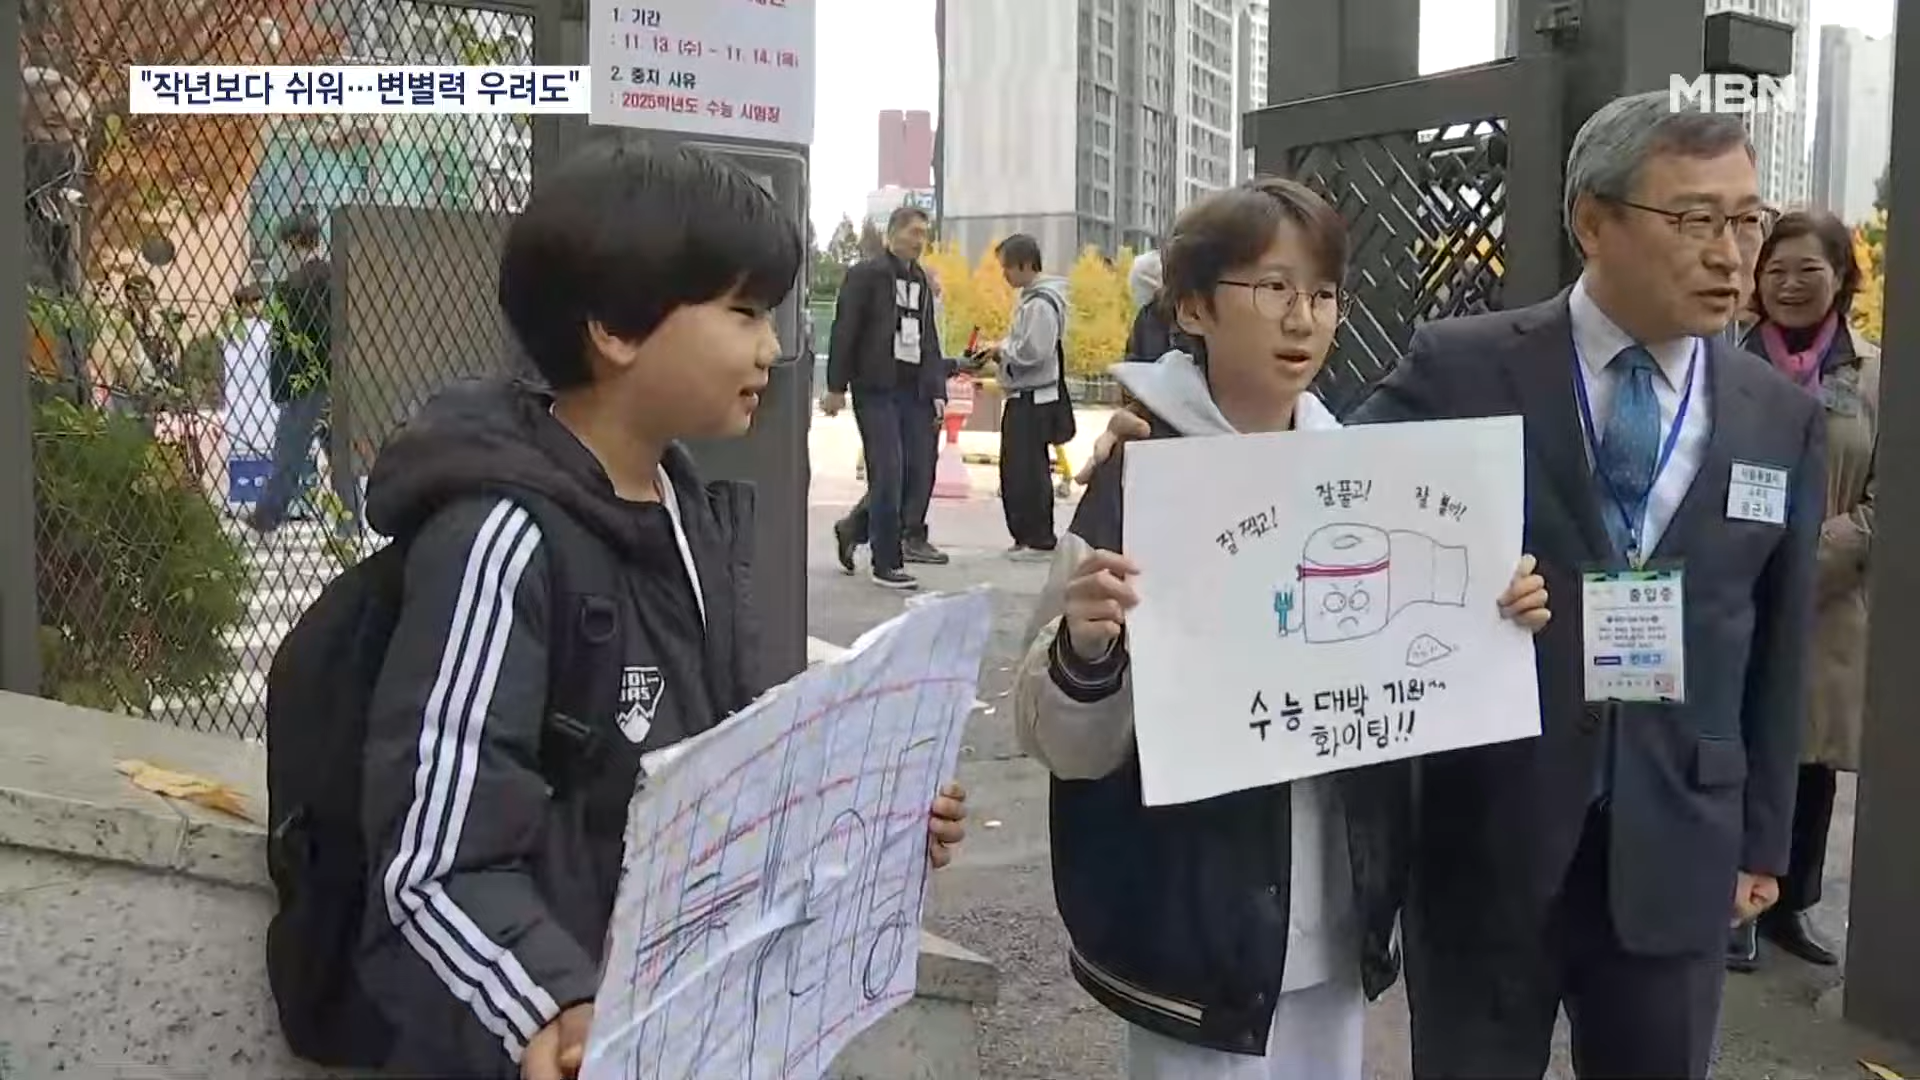 "작년보다 쉬워…변별력 우려도"
MBN
1. 기간
: 11. 13. (수) ~ 11. 14. (목)
2. 중지 사유
: 2025학년도 수능 시험장
잘 찍고!
잘 풀고!
잘
수능 대박 기원^^
화이팅!!
출입증